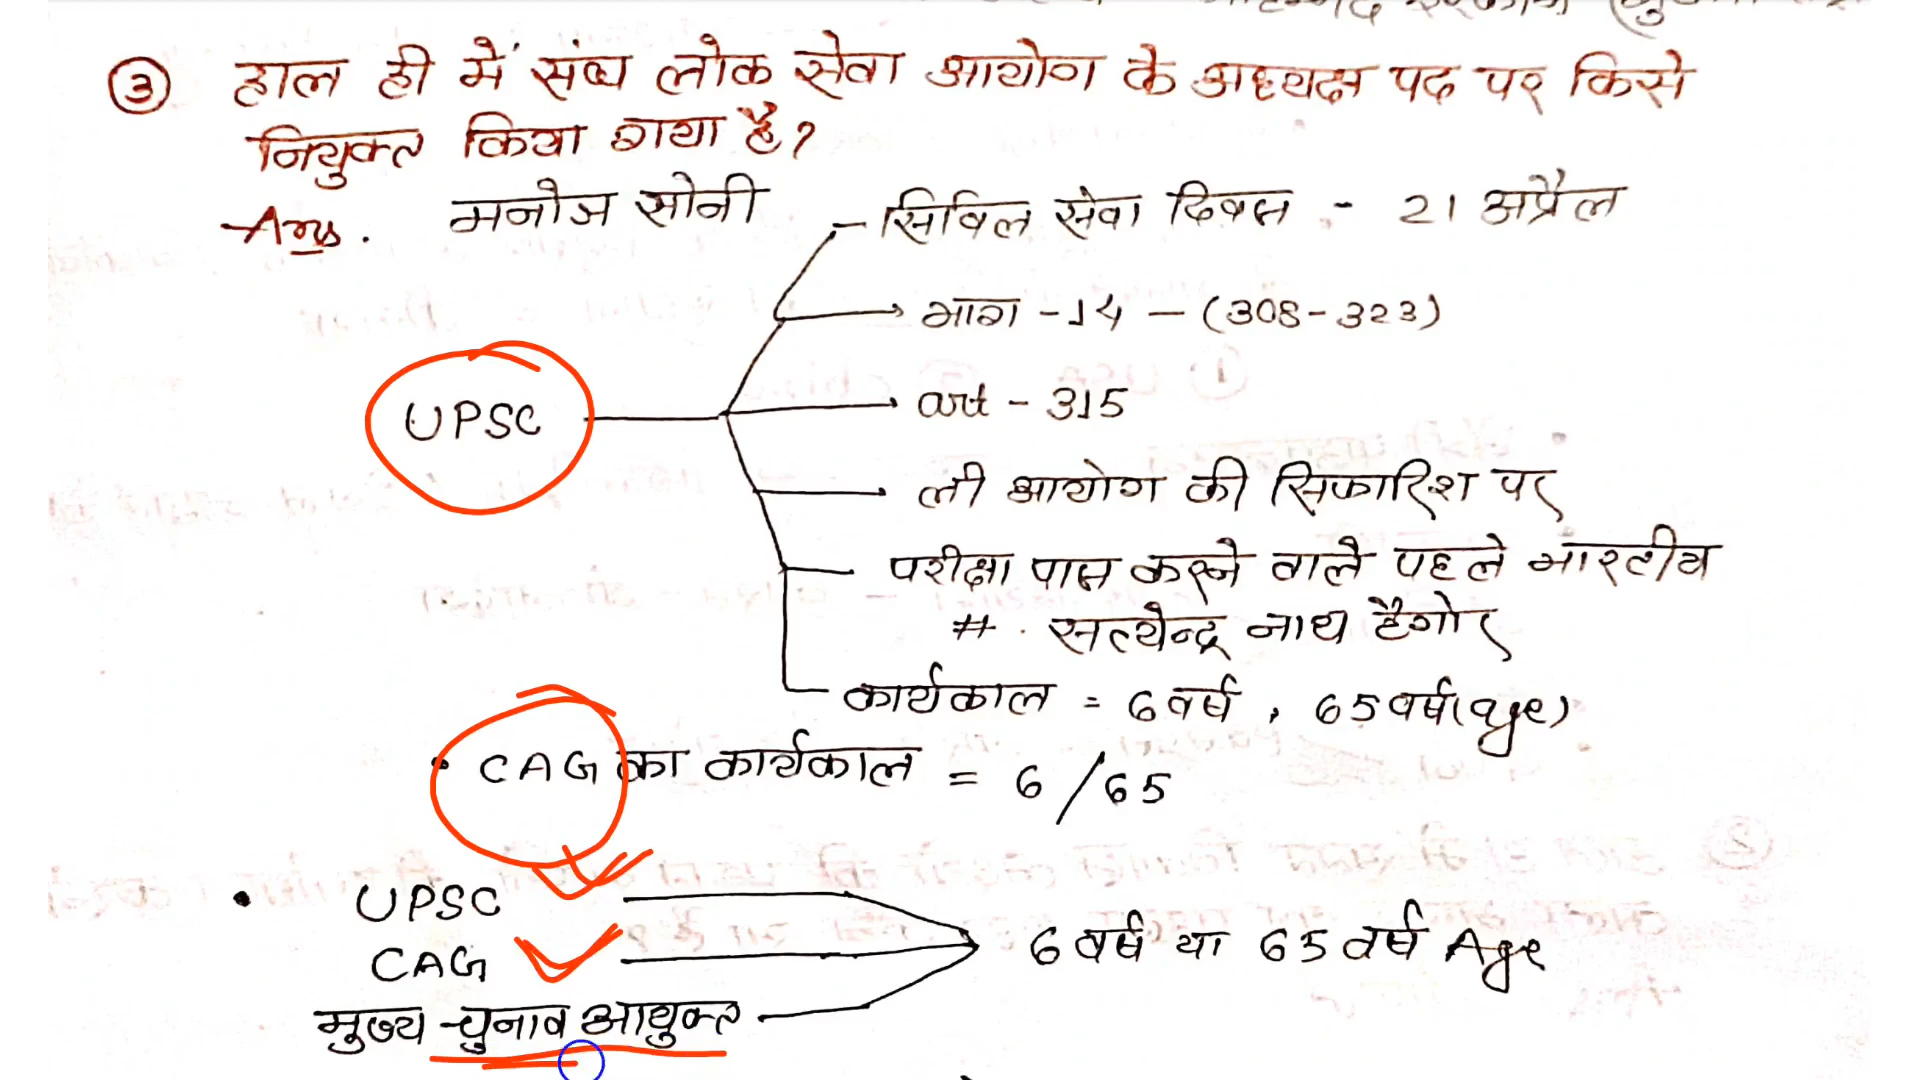 ③ हाल ही में संघ लोक सेवा आयोग के अध्यक्ष पद पर किसे
नियुक्त किया गया है?
Ans. मनोज सोनी
- सिविल सेवा दिवस - 21 अप्रैल
भाग - 14 - (308-323)
UPSC
art - 315
ली आयोग की सिफारिश पर
परीक्षा पास करने वाले पहले भारतीय
# . सत्येन्द्र नाथ टैगोर
कार्यकाल = 6 वर्ष , 65 वर्ष (age)
• CAG का कार्यकाल = 6 / 65
• UPSC
CAG
6 वर्ष या 65 वर्ष Age
मुख्य चुनाव आयुक्त